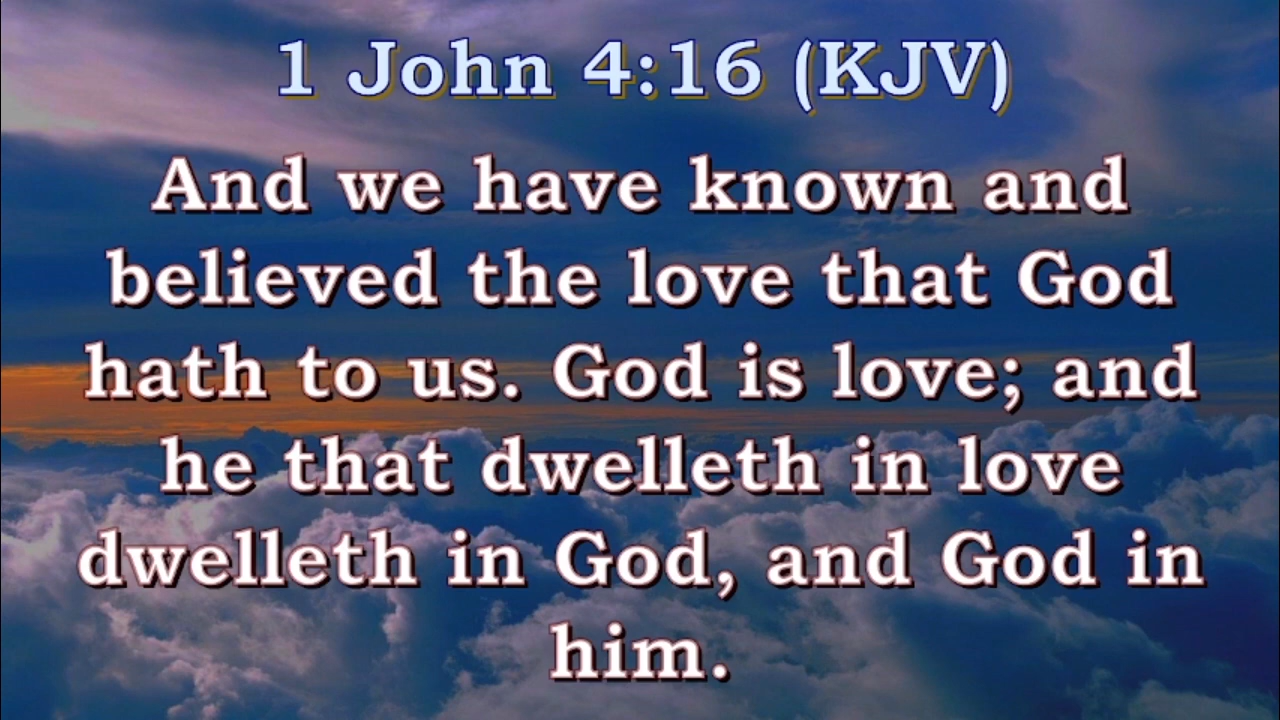 1 John 4:16 (KJV)
And we have known and
believed the love that God
hath to us. God is love; and
he that dwelleth in love
dwelleth in God, and God in
him.